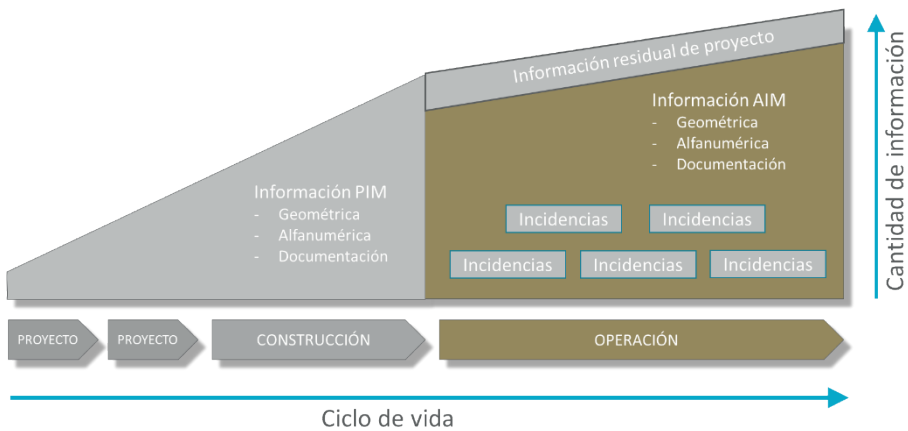 Información residual de proyecto
Información AIM
- Geométrica
- Alfanumérica
- Documentación
Información PIM
- Geométrica
- Alfanumérica
- Documentación
Incidencias
Incidencias
Incidencias
Incidencias
Incidencias
Cantidad de información
PROYECTO
PROYECTO
CONSTRUCCIÓN
OPERACIÓN
Ciclo de vida